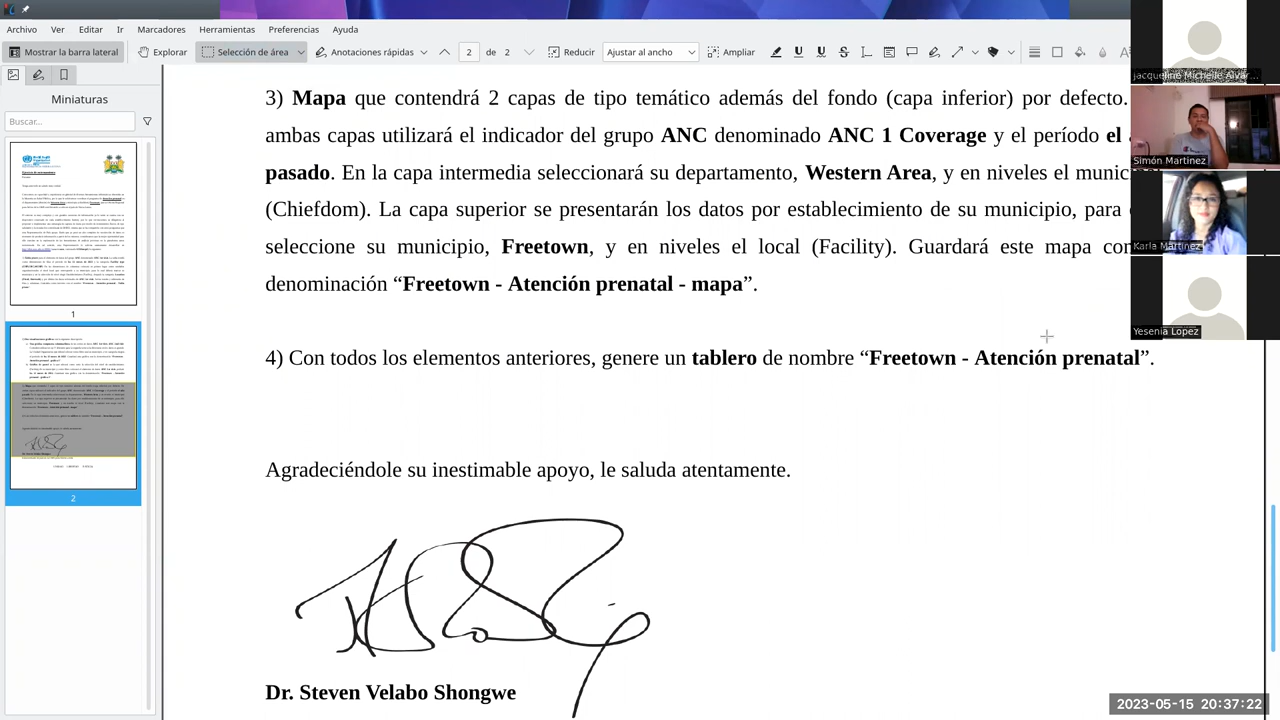 Archivo Ver Editar Ir Marcadores Herramientas Preferencias Ayuda
Mostrar la barra lateral Explorar Selección de área Anotaciones rápidas 2 de 2 Reducir Ajustar al ancho Ampliar
Miniaturas
Buscar...
1
2
3) Mapa que contendrá 2 capas de tipo temático además del fondo (capa inferior) por defecto.
ambas capas utilizará el indicador del grupo ANC denominado ANC 1 Coverage y el período el
pasado. En la capa intermedia seleccionará su departamento, Western Area, y en niveles el
(Chiefdom). La capa superior se presentarán los datos por establecimiento de su municipio, para
seleccione su municipio, Freetown, y en niveles el local (Facility). Guardará este mapa
denominación “Freetown - Atención prenatal - mapa”.
4) Con todos los elementos anteriores, genere un tablero de nombre “Freetown - Atención prenatal”.
Agradeciéndole su inestimable apoyo, le saluda atentamente.
Dr. Steven Velabo Shongwe
jacqueline Michelle Alvar...
Simón Martinez
Karla Martinez
Yesenia Lopez
2023-05-15 20:37:22